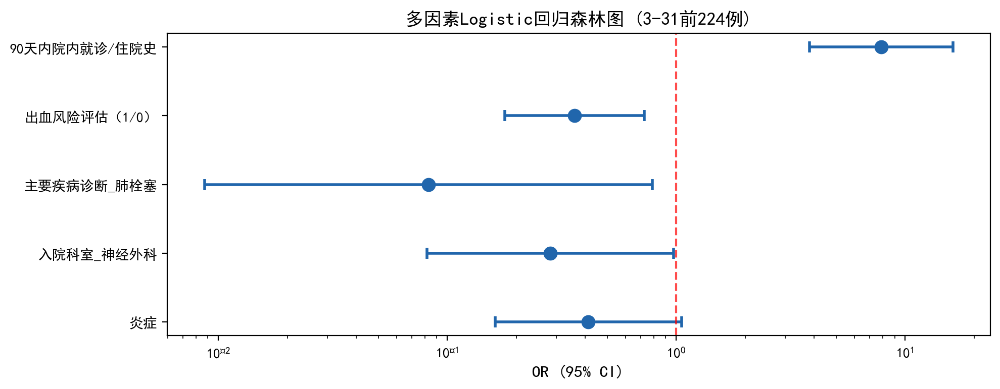 多因素Logistic回归森林图 (3-31前224例)
90天内院内就诊/住院史
出血风险评估（1/0）
主要疾病诊断_肺栓塞
入院科室_神经外科
炎症
10¤2 10¤1 10⁰ 10¹
OR (95% CI)